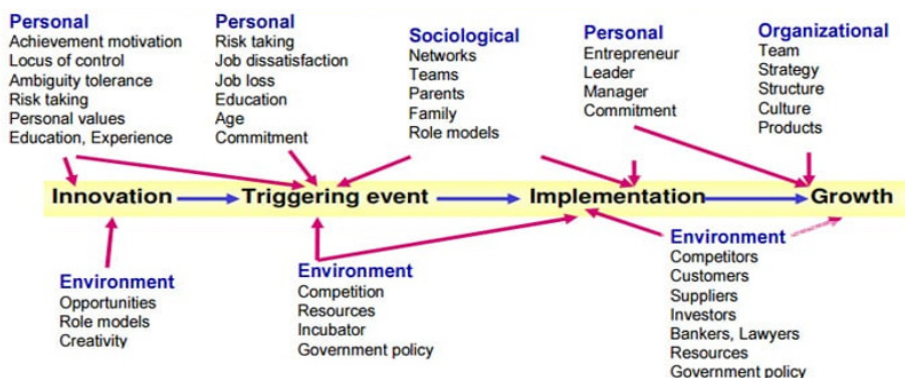 Personal
Achievement motivation
Locus of control
Ambiguity tolerance
Risk taking
Personal values
Education, Experience
Personal
Risk taking
Job dissatisfaction
Job loss
Education
Age
Commitment
Sociological
Networks
Teams
Parents
Family
Role models
Personal
Entrepreneur
Leader
Manager
Commitment
Organizational
Team
Strategy
Structure
Culture
Products
Innovation
Triggering event
Implementation
Growth
Environment
Opportunities
Role models
Creativity
Environment
Competition
Resources
Incubator
Government policy
Environment
Competitors
Customers
Suppliers
Investors
Bankers, Lawyers
Resources
Government policy